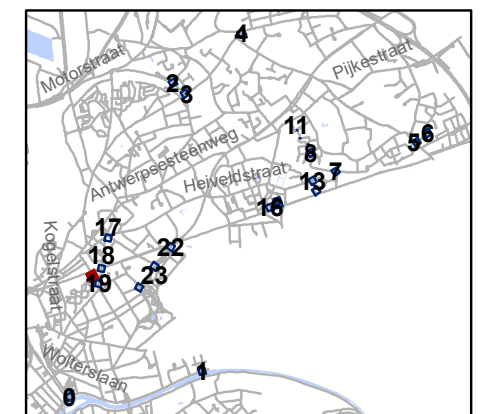 4
Motorstraat
Pijkestraat
2
3
11
6
5
Antwerpsesteenweg
8
7
Heiveldstraat
13
16
17
Kogelstraat
22
18
23
19
Wolterslaan
1
0